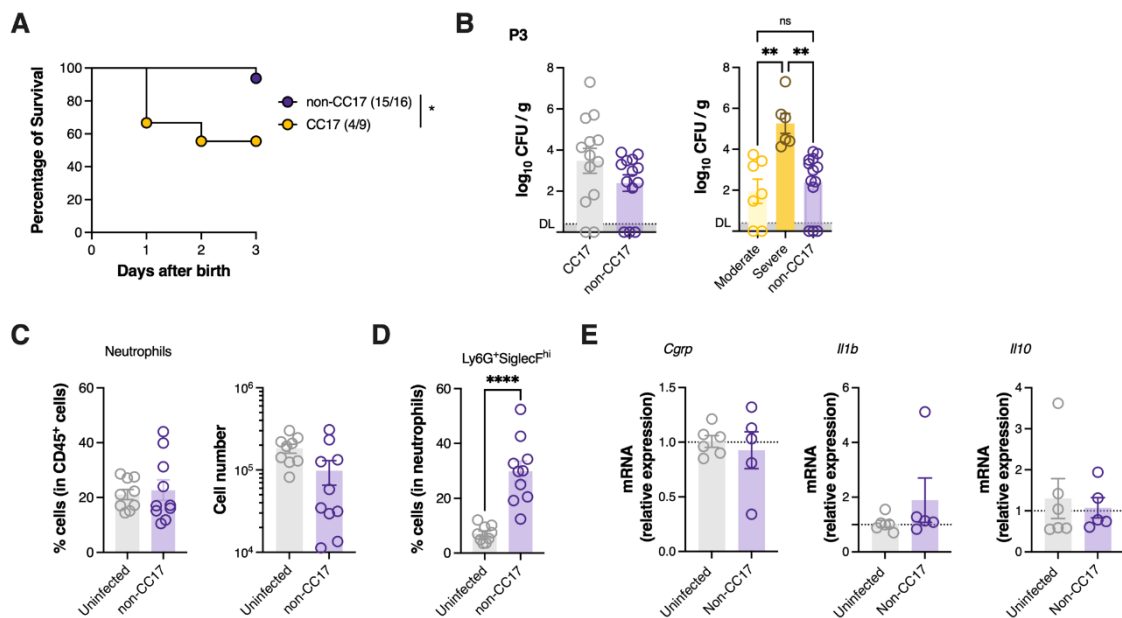 A
Percentage of Survival
100
80
60
40
20
0
0
1
2
3
Days after birth
non-CC17 (15/16)
CC17 (4/9)
*
B
P3
log10 CFU / g
8
6
4
2
DL
CC17
non-CC17
ns
**
**
log10 CFU / g
8
6
4
2
DL
Moderate
Severe
non-CC17
C
Neutrophils
% cells (in CD45+ cells)
60
40
20
0
Uninfected
non-CC17
Cell number
10^6
10^5
10^4
Uninfected
non-CC17
D
Ly6G+SiglecFhi
****
% cells (in neutrophils)
60
40
20
0
Uninfected
non-CC17
E
Cgrp
mRNA
(relative expression)
1.5
1.0
0.5
0.0
Uninfected
Non-CC17
Il1b
mRNA
(relative expression)
6
4
2
0
Uninfected
Non-CC17
Il10
mRNA
(relative expression)
4
3
2
1
0
Uninfected
Non-CC17